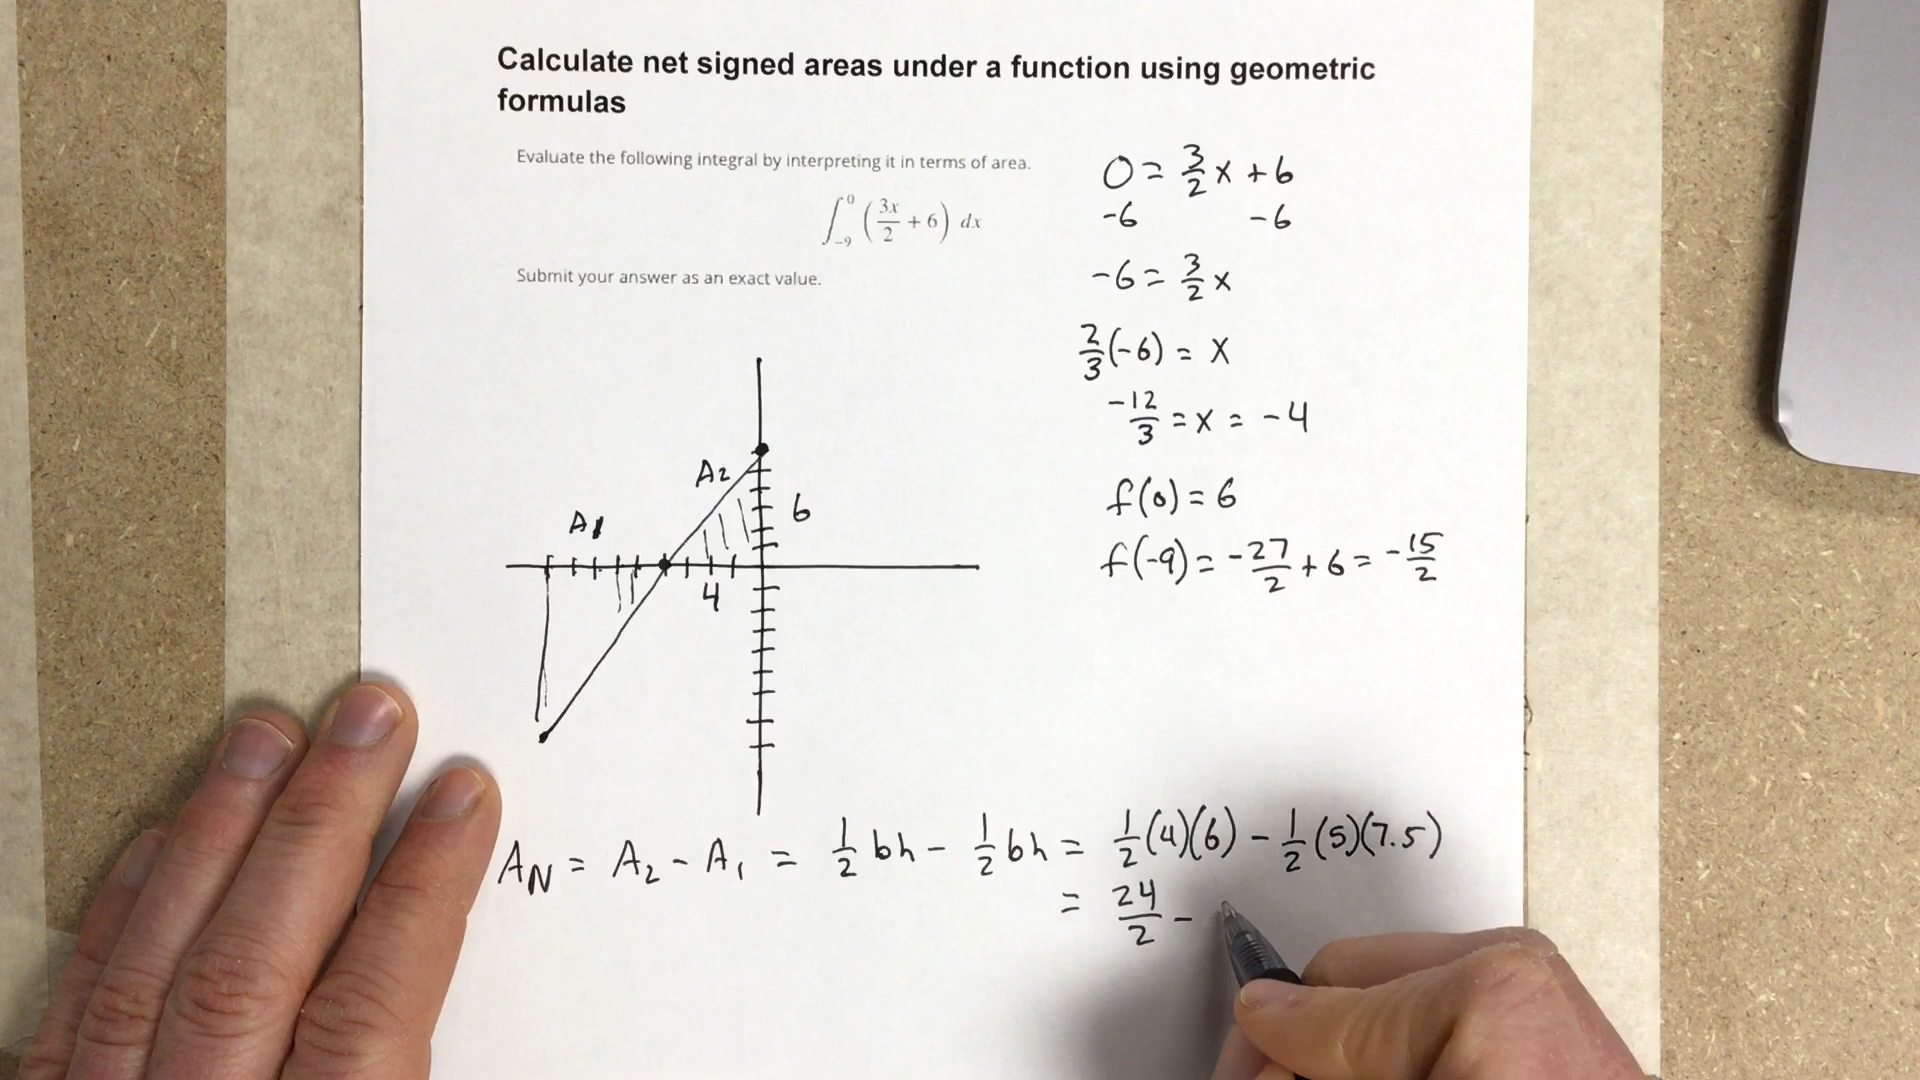 Calculate net signed areas under a function using geometric
formulas
Evaluate the following integral by interpreting it in terms of area.
∫₋₉⁰ (3x/2 + 6) dx
Submit your answer as an exact value.
0 = 3/2 x + 6
-6 -6
-6 = 3/2 x
2/3 (-6) = x
-12/3 = x = -4
f(0) = 6
f(-9) = -27/2 + 6 = -15/2
A2
6
A1
4
A_N = A₂ - A₁ = 1/2 bh - 1/2 bh = 1/2 (4)(6) - 1/2 (5)(7.5)
= 24/2 -